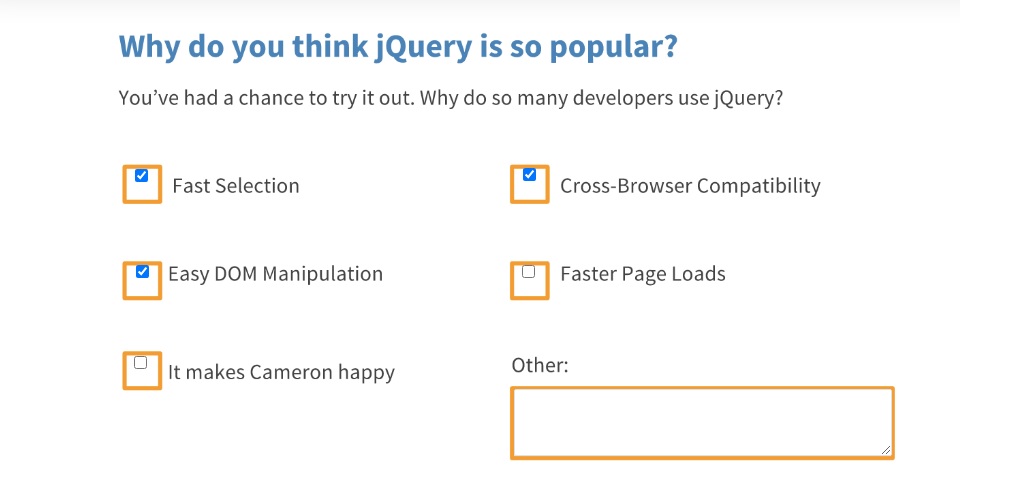 Why do you think jQuery is so popular?
You’ve had a chance to try it out. Why do so many developers use jQuery?
Fast Selection
Cross-Browser Compatibility
Easy DOM Manipulation
Faster Page Loads
It makes Cameron happy
Other: